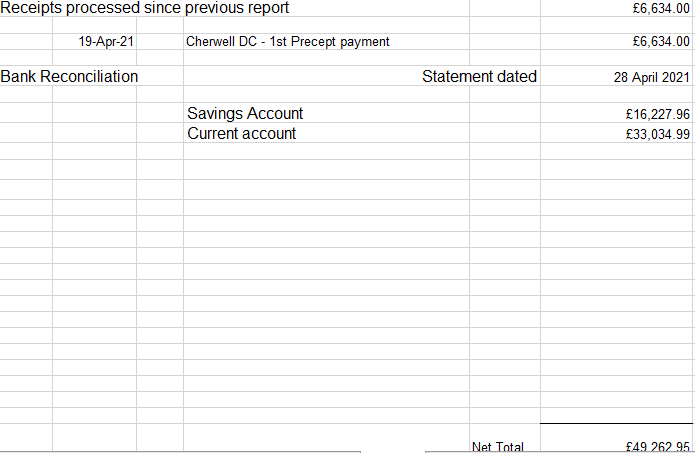 Receipts processed since previous report £6,634.00
19-Apr-21 Cherwell DC - 1st Precept payment £6,634.00
Bank Reconciliation Statement dated 28 April 2021
Savings Account £16,227.96
Current account £33,034.99
Net Total £49,262.95